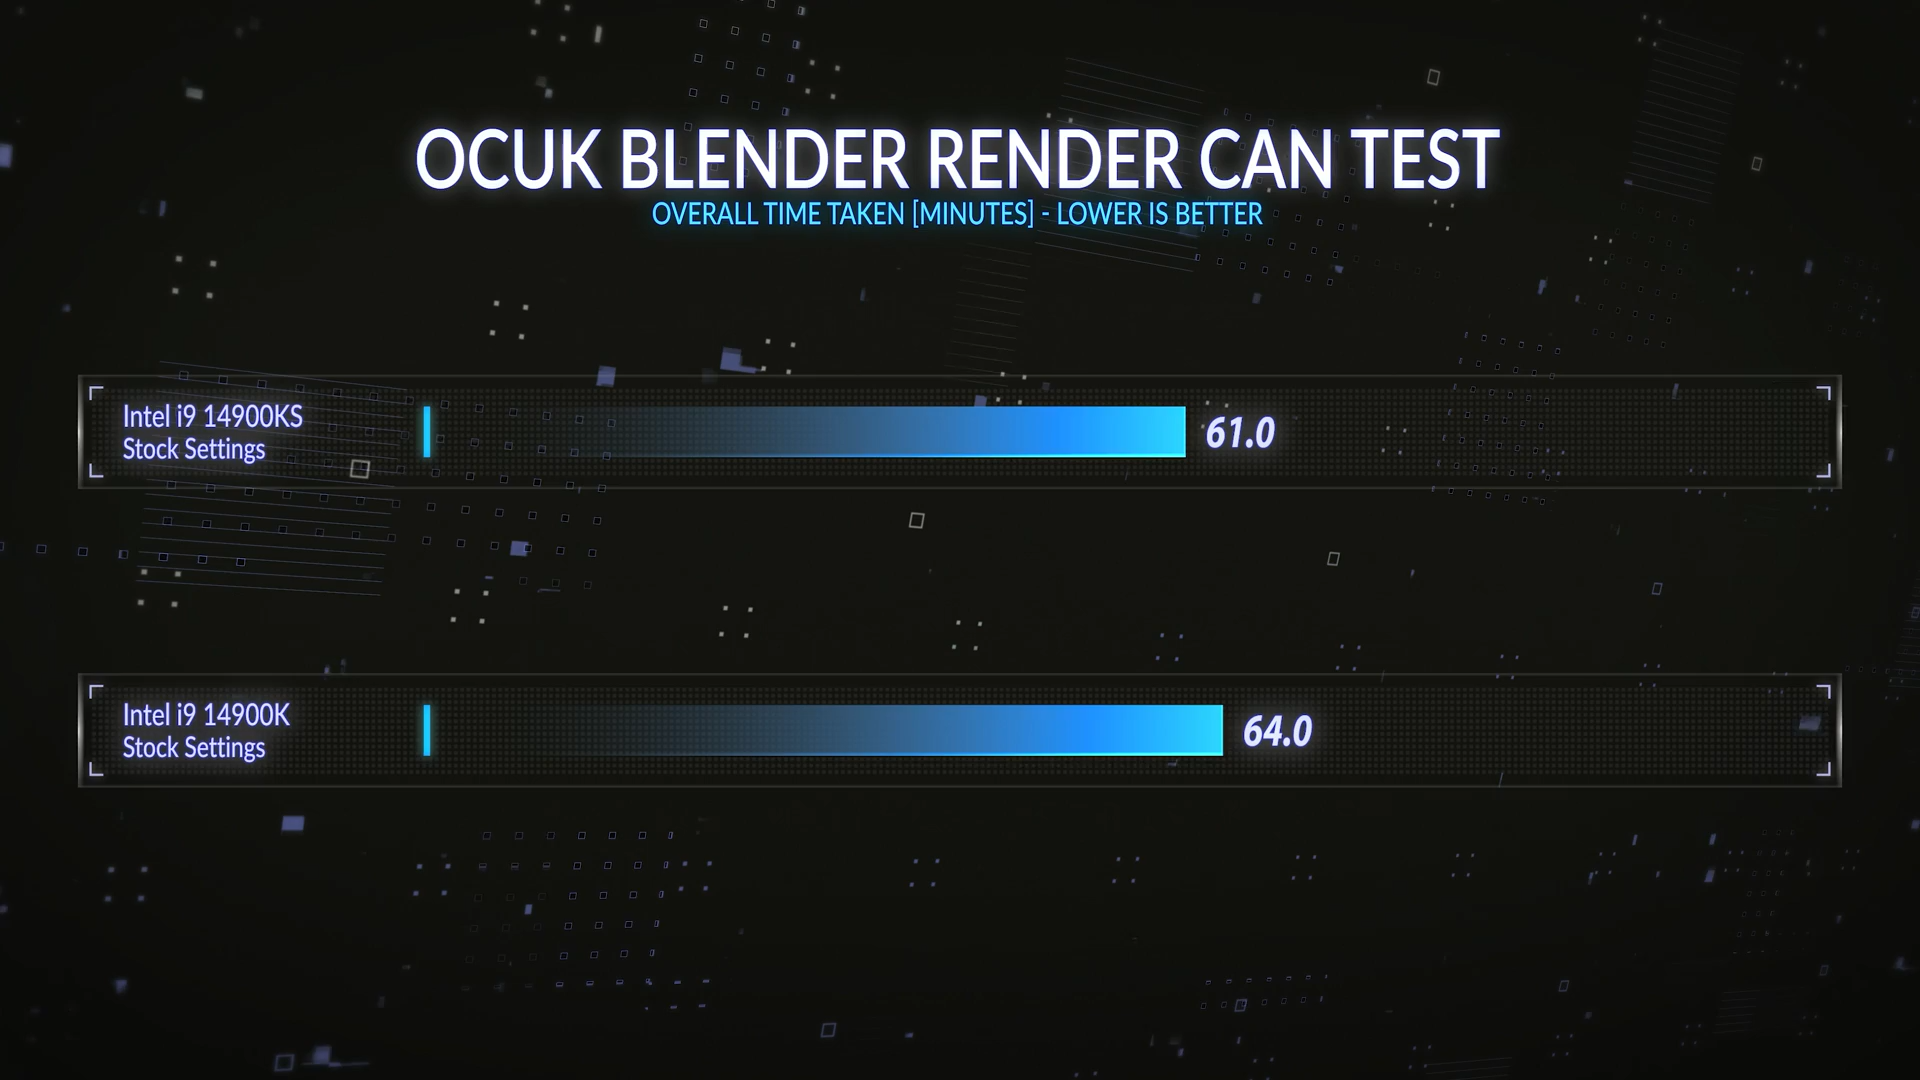 OCUK BLENDER RENDER CAN TEST
OVERALL TIME TAKEN [MINUTES] - LOWER IS BETTER
Intel i9 14900KS
Stock Settings
61.0
Intel i9 14900K
Stock Settings
64.0